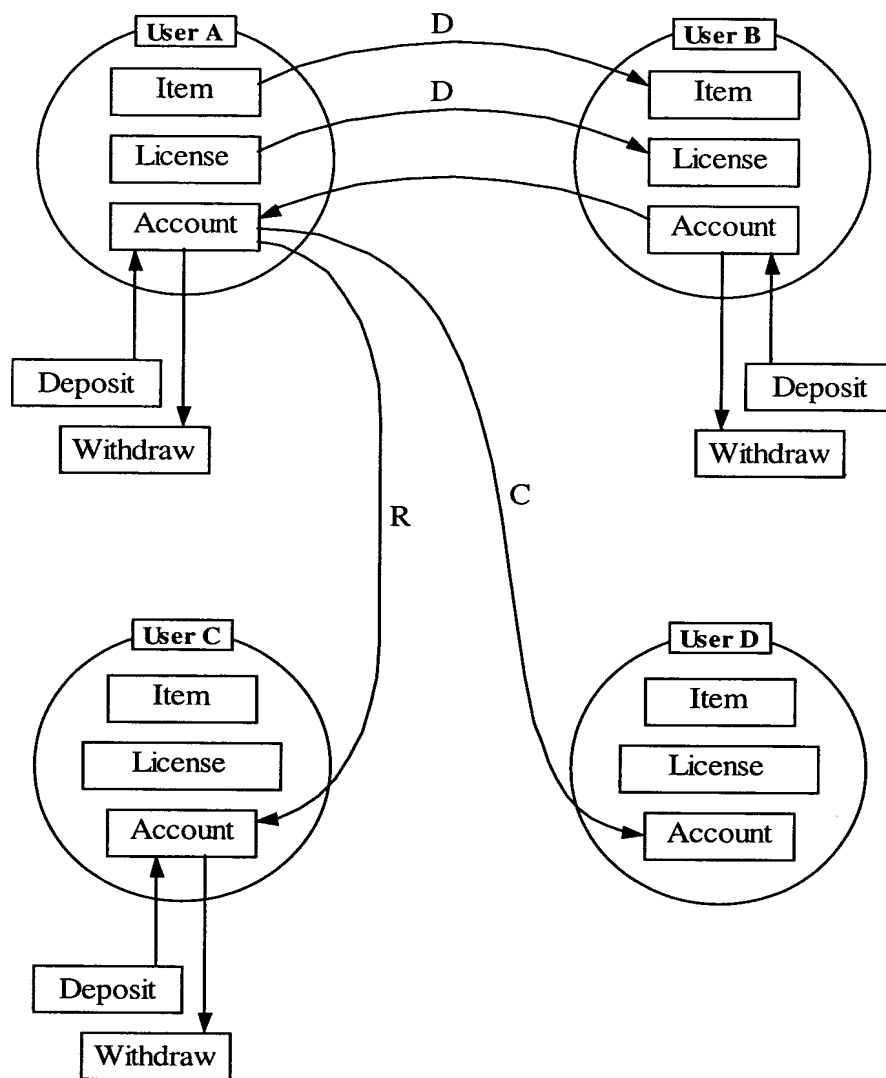 D
User A
User B
Item
Item
D
License
License
Account
Account
Deposit
Deposit
Withdraw
Withdraw
C
R
User C
User D
Item
Item
License
License
Account
Account
Deposit
Withdraw